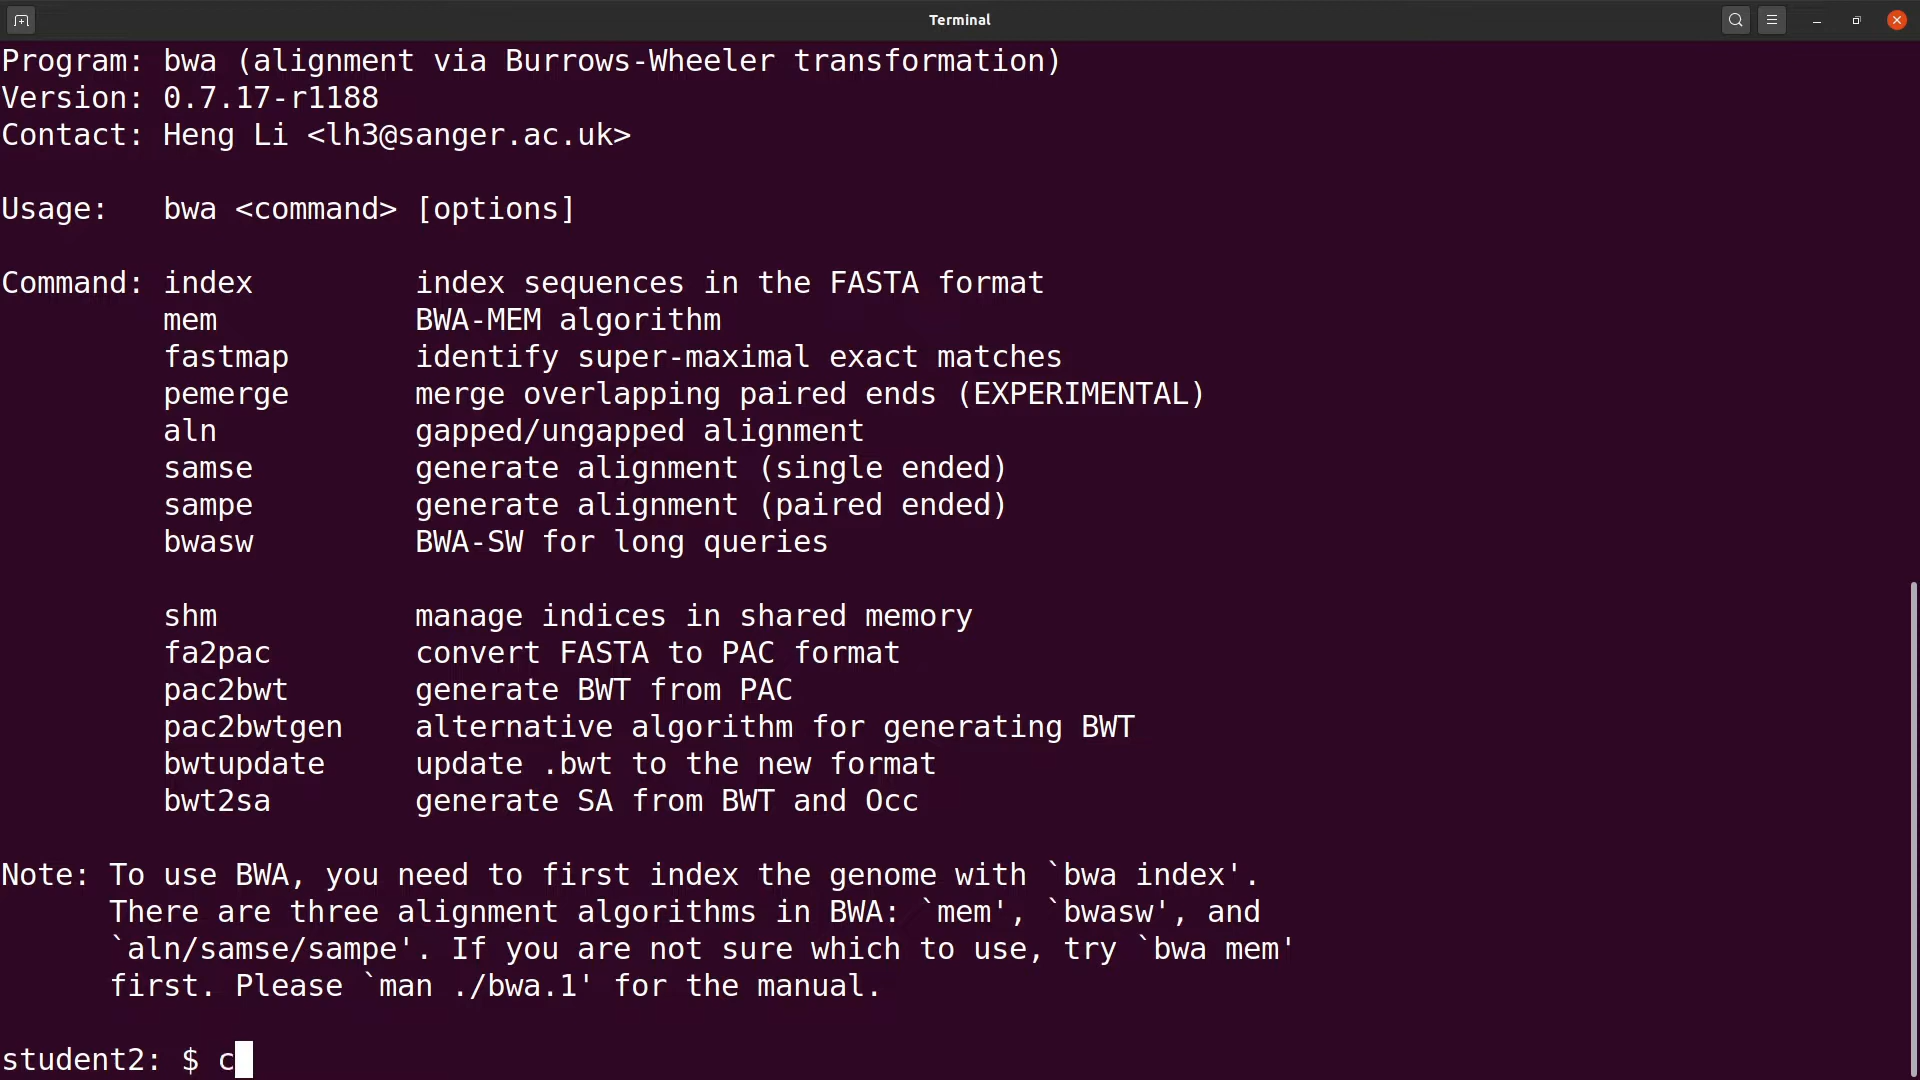 Terminal
Program: bwa (alignment via Burrows-Wheeler transformation)
Version: 0.7.17-r1188
Contact: Heng Li <lh3@sanger.ac.uk>
Usage:   bwa <command> [options]
Command: index         index sequences in the FASTA format
         mem           BWA-MEM algorithm
         fastmap       identify super-maximal exact matches
         pemerge       merge overlapping paired ends (EXPERIMENTAL)
         aln           gapped/ungapped alignment
         samse         generate alignment (single ended)
         sampe         generate alignment (paired ended)
         bwasw         BWA-SW for long queries
         shm           manage indices in shared memory
         fa2pac        convert FASTA to PAC format
         pac2bwt       generate BWT from PAC
         pac2bwtgen    alternative algorithm for generating BWT
         bwtupdate     update .bwt to the new format
         bwt2sa        generate SA from BWT and Occ
Note: To use BWA, you need to first index the genome with `bwa index'.
      There are three alignment algorithms in BWA: `mem', `bwasw', and
      `aln/samse/sampe'. If you are not sure which to use, try `bwa mem'
      first. Please `man ./bwa.1' for the manual.
student2: $ c